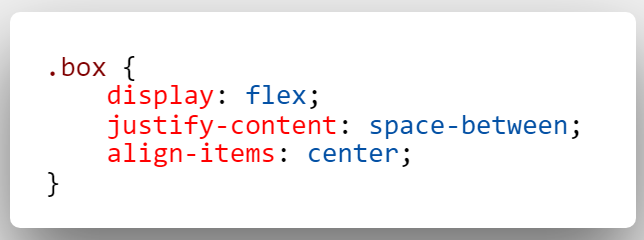 .box {
    display: flex;
    justify-content: space-between;
    align-items: center;
}